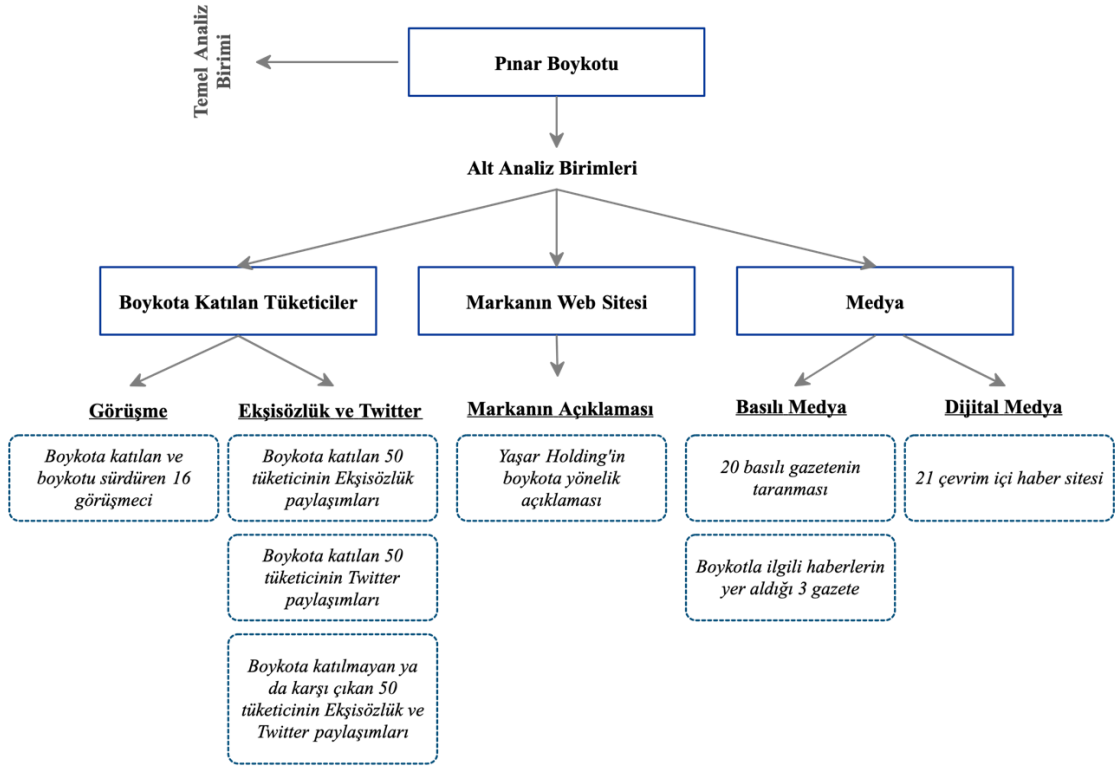 Temel Analiz
Birimi
Pınar Boykotu
Alt Analiz Birimleri
Boykota Katılan Tüketiciler
Markanın Web Sitesi
Medya
Görüşme
Boykota katılan ve
boykotu sürdüren 16
görüşmeci
Ekşisözlük ve Twitter
Boykota katılan 50
tüketicinin Ekşisözlük
paylaşımları
Boykota katılan 50
tüketicinin Twitter
paylaşımları
Boykota katılmayan ya
da karşı çıkan 50
tüketicinin Ekşisözlük ve
Twitter paylaşımları
Markanın Açıklaması
Yaşar Holding'in
boykota yönelik
açıklaması
Basılı Medya
20 basılı gazetenin
taranması
Boykotla ilgili haberlerin
yer aldığı 3 gazete
Dijital Medya
21 çevrim içi haber sitesi